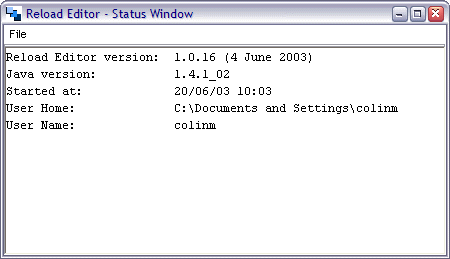 Reload Editor - Status Window
File
Reload Editor version: 1.0.16 (4 June 2003)
Java version: 1.4.1_02
Started at: 20/06/03 10:03
User Home: C:\Documents and Settings\colinm
User Name: colinm